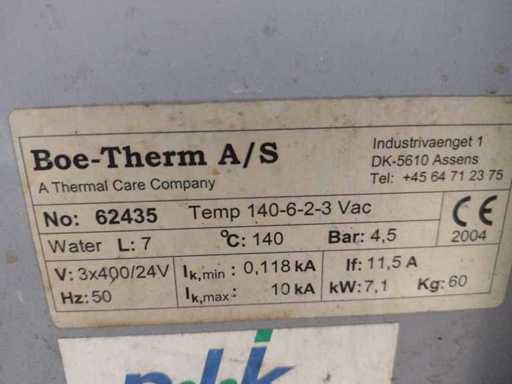 Boe-Therm A/S
A Thermal Care Company
Industrivaenget 1
DK-5610 Assens
Tel: +45 64 71 23 75
No: 62435 Temp 140-6-2-3 Vac
Water L: 7 °C: 140 Bar: 4,5
CE
2004
V: 3x400/24V Ik,min : 0,118 kA If: 11,5 A
Hz: 50 Ik,max : 10 kA kW: 7,1 Kg: 60